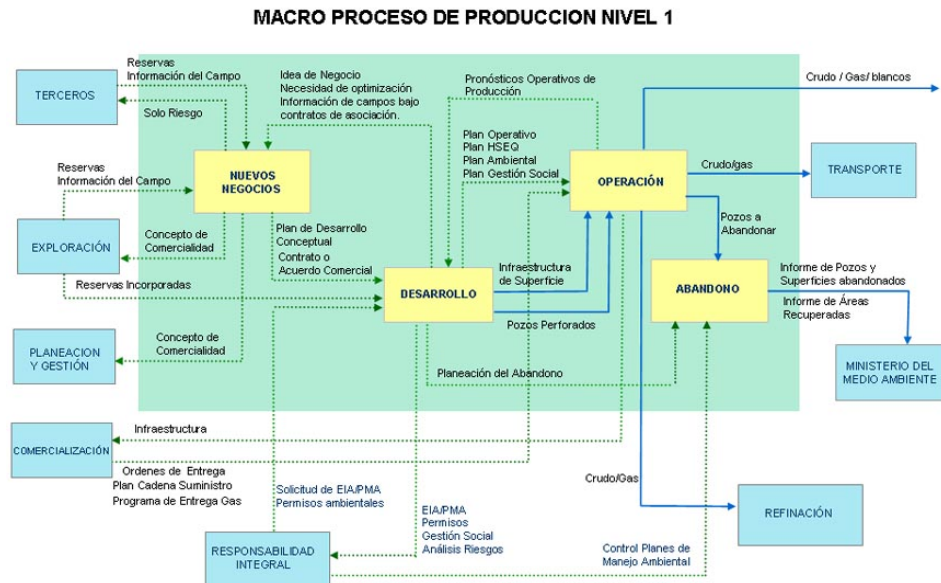 MACRO PROCESO DE PRODUCCION NIVEL 1
Reservas
Información del Campo
TERCEROS
Solo Riesgo
Idea de Negocio
Necesidad de optimización
Información de campos bajo
contratos de asociación.
Pronósticos Operativos de
Producción
Crudo / Gas/ blancos
Plan Operativo
Plan HSEQ
Plan Ambiental
Plan Gestión Social
Reservas
Información del Campo
NUEVOS
NEGOCIOS
OPERACIÓN
Crudo/gas
TRANSPORTE
EXPLORACIÓN
Concepto de
Comercialidad
Plan de Desarrollo
Conceptual
Contrato o
Acuerdo Comercial
Pozos a
Abandonar
Reservas Incorporadas
DESARROLLO
Infraestructura
de Superficie
Pozos Perforados
ABANDONO
Informe de Pozos y
Superficies abandonados
Informe de Áreas
Recuperadas
PLANEACION
Y GESTIÓN
Concepto de
Comercialidad
Planeación del Abandono
MINISTERIO DEL
MEDIO AMBIENTE
COMERCIALIZACIÓN
Infraestructura
Ordenes de Entrega
Plan Cadena Suministro
Programa de Entrega Gas
Crudo/Gas
Solicitud de EIA/PMA
Permisos ambientales
EIA/PMA
Permisos
Gestión Social
Análisis Riesgos
REFINACIÓN
RESPONSABILIDAD
INTEGRAL
Control Planes de
Manejo Ambiental